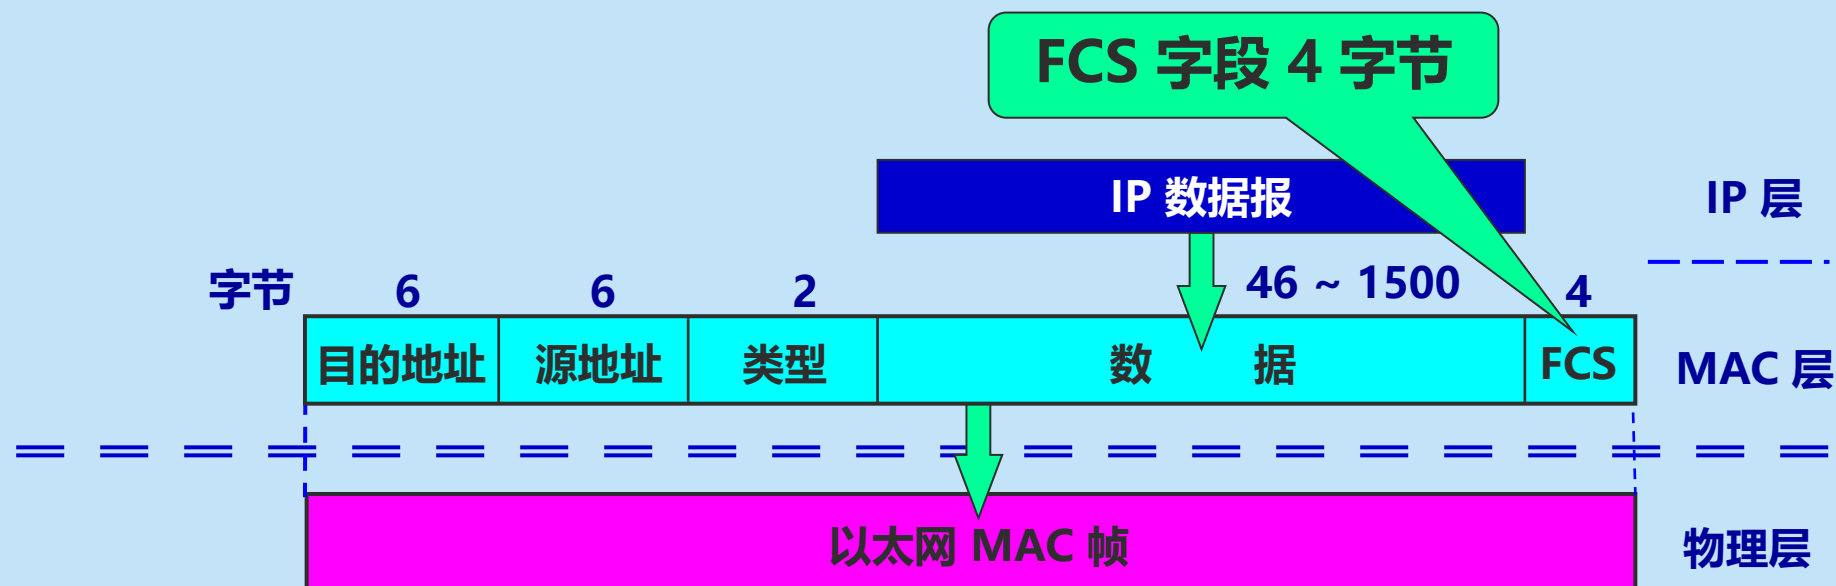 FCS 字段 4 字节
IP 数据报
IP 层
字节 6 6 2 46 ~ 1500 4
目的地址 源地址 类型 数 据 FCS
MAC 层
以太网 MAC 帧
物理层